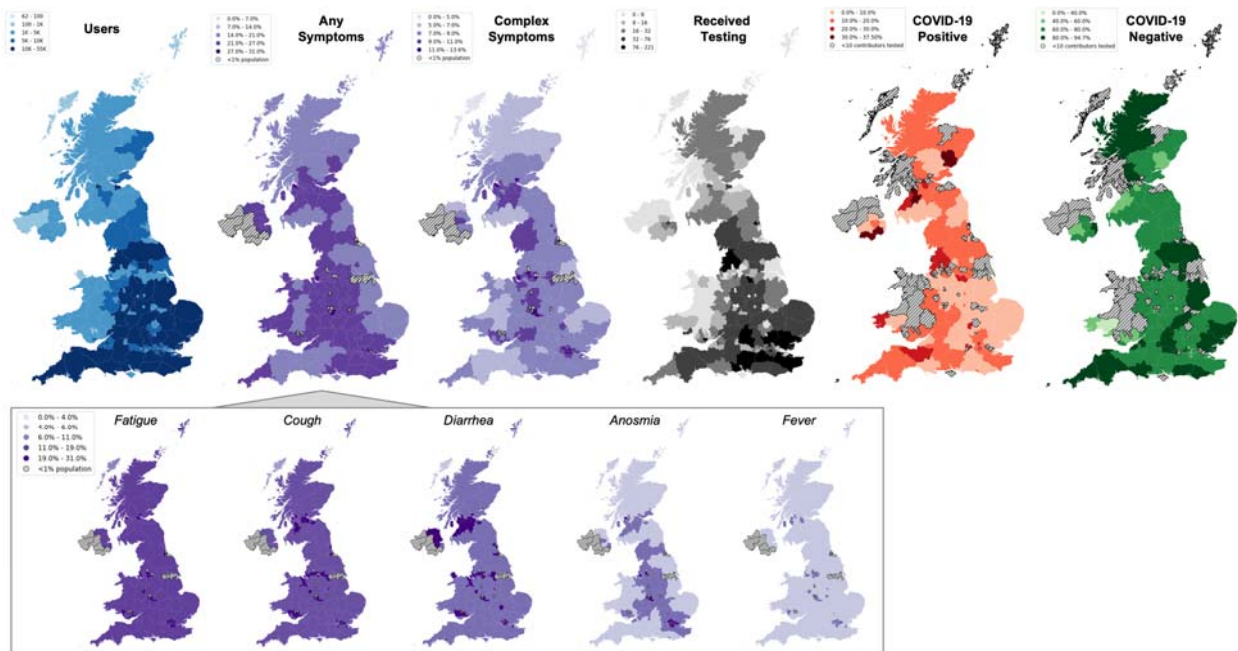 Users
62 - 100
100 - 1K
1K - 5K
5K - 10K
10K - 55K
Any
Symptoms
0.0% - 7.0%
7.0% - 14.0%
14.0% - 21.0%
21.0% - 27.0%
27.0% - 31.0%
<1% population
Complex
Symptoms
0.0% - 5.0%
5.0% - 7.0%
7.0% - 9.0%
9.0% - 11.0%
11.0% - 13.6%
<1% population
Received
Testing
0 - 8
8 - 16
16 - 32
32 - 76
76 - 221
COVID-19
Positive
0.0% - 10.0%
10.0% - 20.0%
20.0% - 30.0%
30.0% - 37.50%
<10 contributors tested
COVID-19
Negative
0.0% - 40.0%
40.0% - 60.0%
60.0% - 80.0%
80.0% - 94.7%
<10 contributors tested
0.0% - 4.0%
4.0% - 6.0%
6.0% - 11.0%
11.0% - 19.0%
19.0% - 31.0%
<1% population
Fatigue
Cough
Diarrhea
Anosmia
Fever